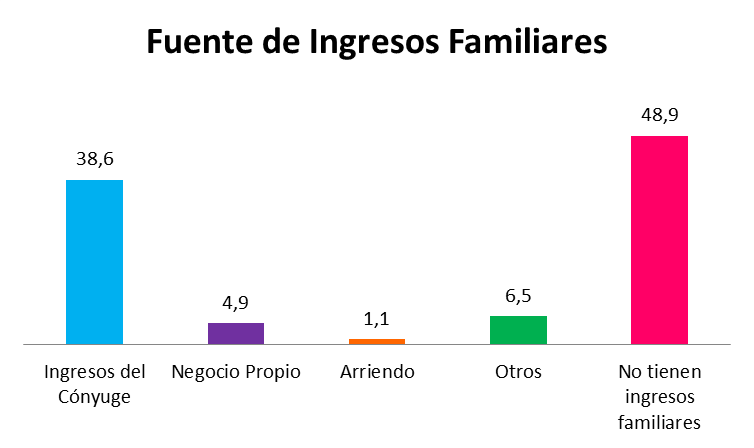 Fuente de Ingresos Familiares
38,6
4,9
1,1
6,5
48,9
Ingresos del
Cónyuge
Negocio Propio
Arriendo
Otros
No tienen
ingresos
familiares